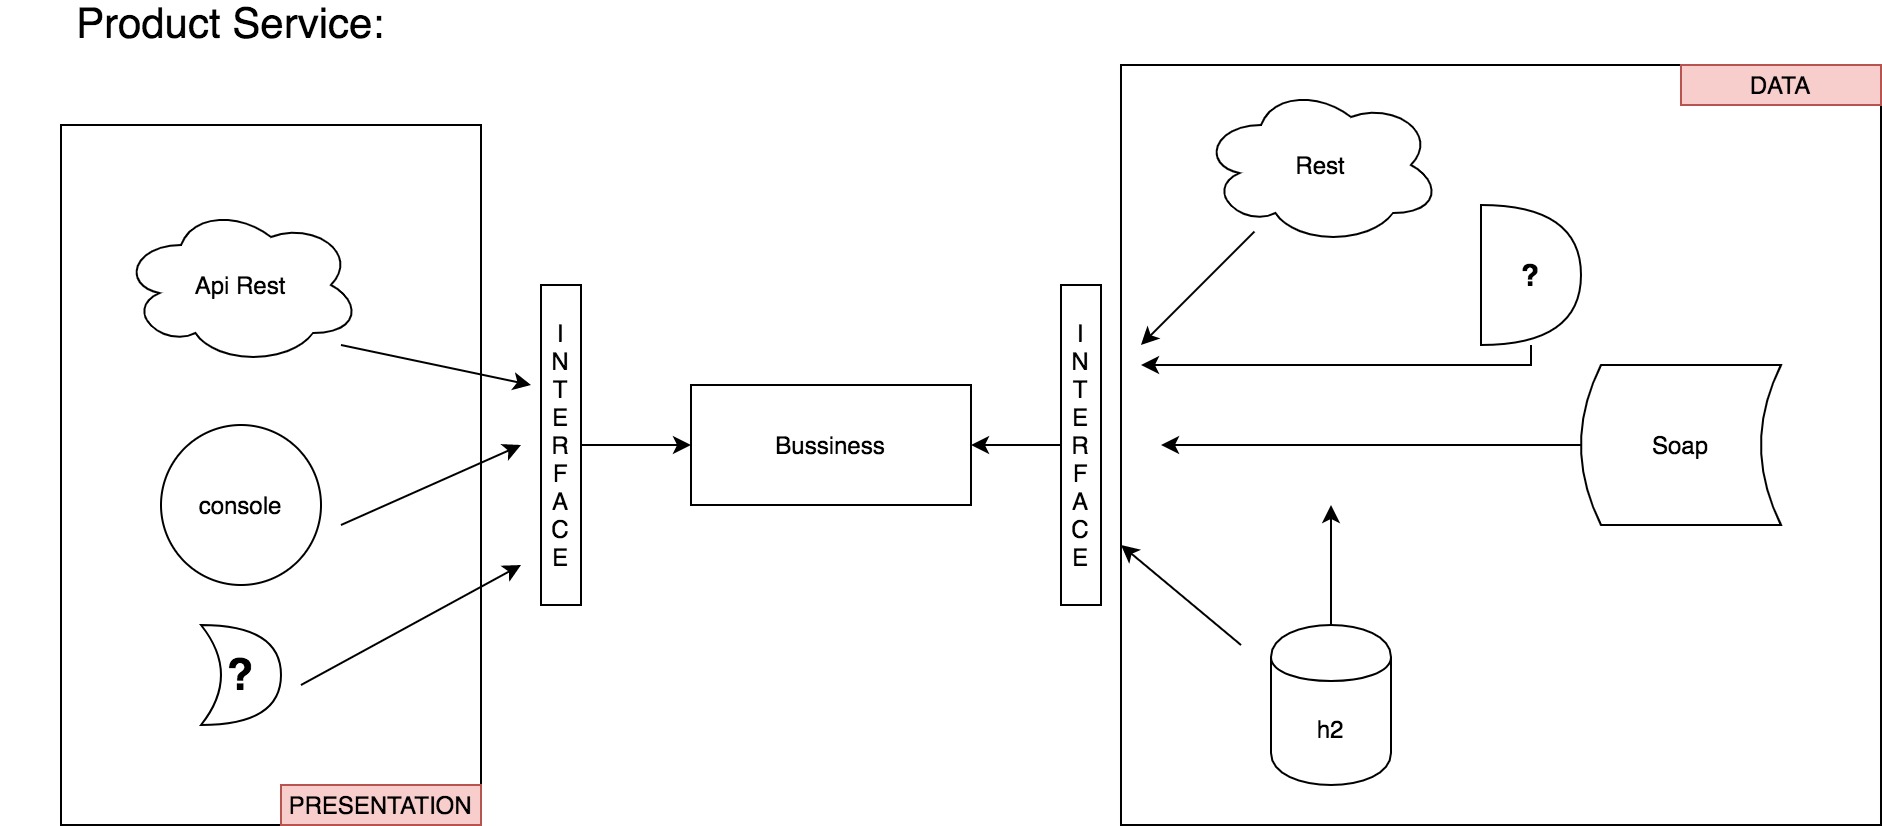 Product Service:
DATA
Rest
?
Api Rest
I
N
T
E
R
F
A
C
E
I
N
T
E
R
F
A
C
E
Bussiness
Soap
console
?
h2
PRESENTATION